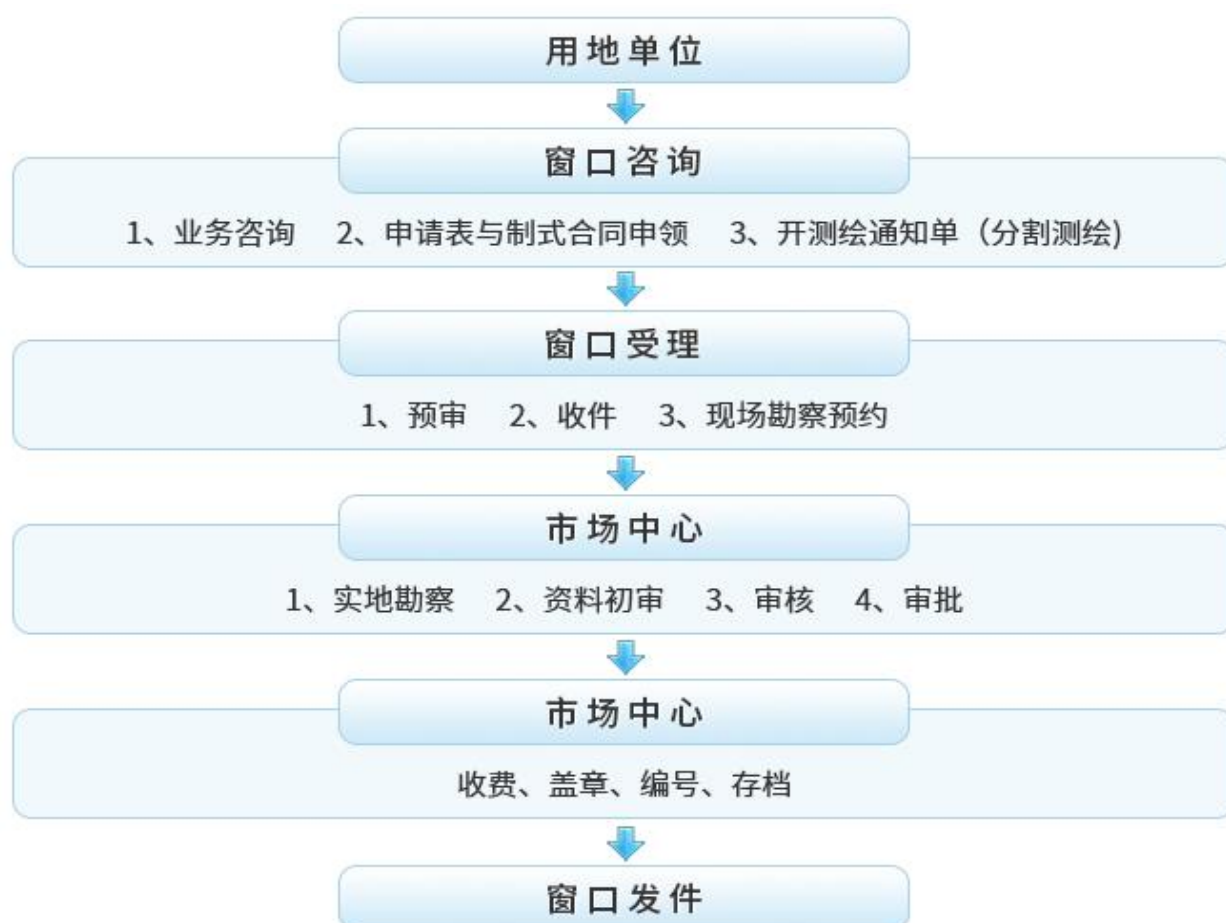 用地单位
窗口咨询
1、业务咨询 2、申请表与制式合同申领 3、开测绘通知单（分割测绘)
窗口受理
1、预审 2、收件 3、现场勘察预约
市场中心
1、实地勘察 2、资料初审 3、审核 4、审批
市场中心
收费、盖章、编号、存档
窗口发件